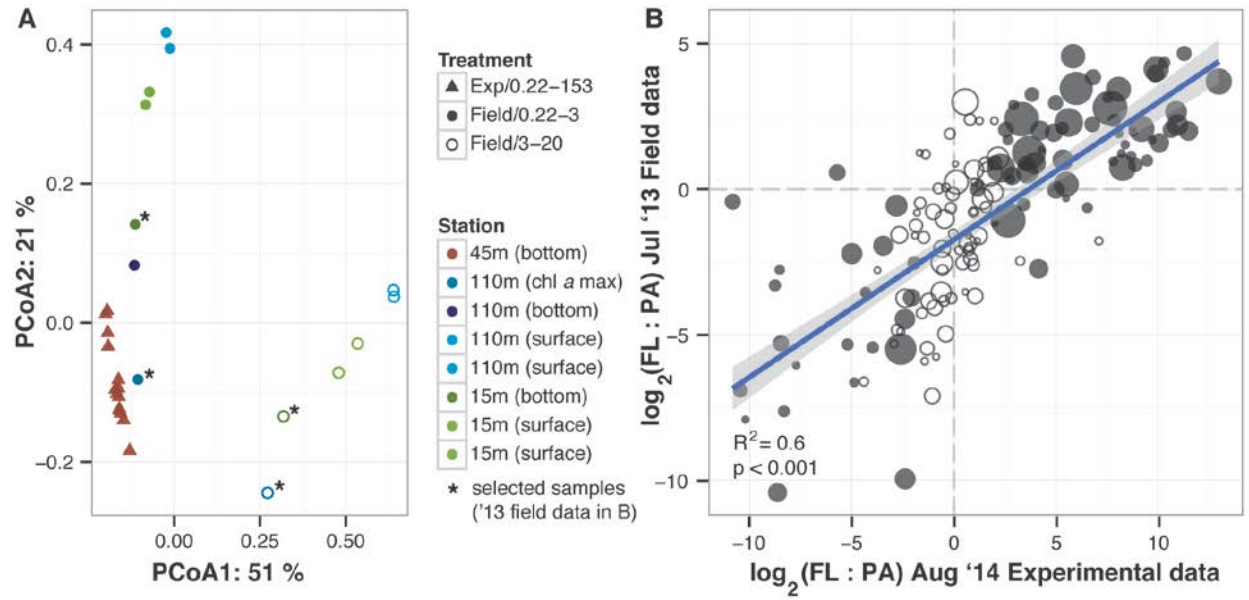 A
0.4
0.2
0.0
−0.2
0.00
0.25
0.50
PCoA1: 51 %
PCoA2: 21 %
*
*
*
*
Treatment
Exp/0.22−153
Field/0.22−3
Field/3−20
Station
45m (bottom)
110m (chl a max)
110m (bottom)
110m (surface)
110m (surface)
15m (bottom)
15m (surface)
15m (surface)
* selected samples
('13 field data in B)
B
5
0
−5
−10
−10
−5
0
5
10
R²= 0.6
p < 0.001
log₂(FL : PA) Jul ‘13 Field data
log₂(FL : PA) Aug ‘14 Experimental data